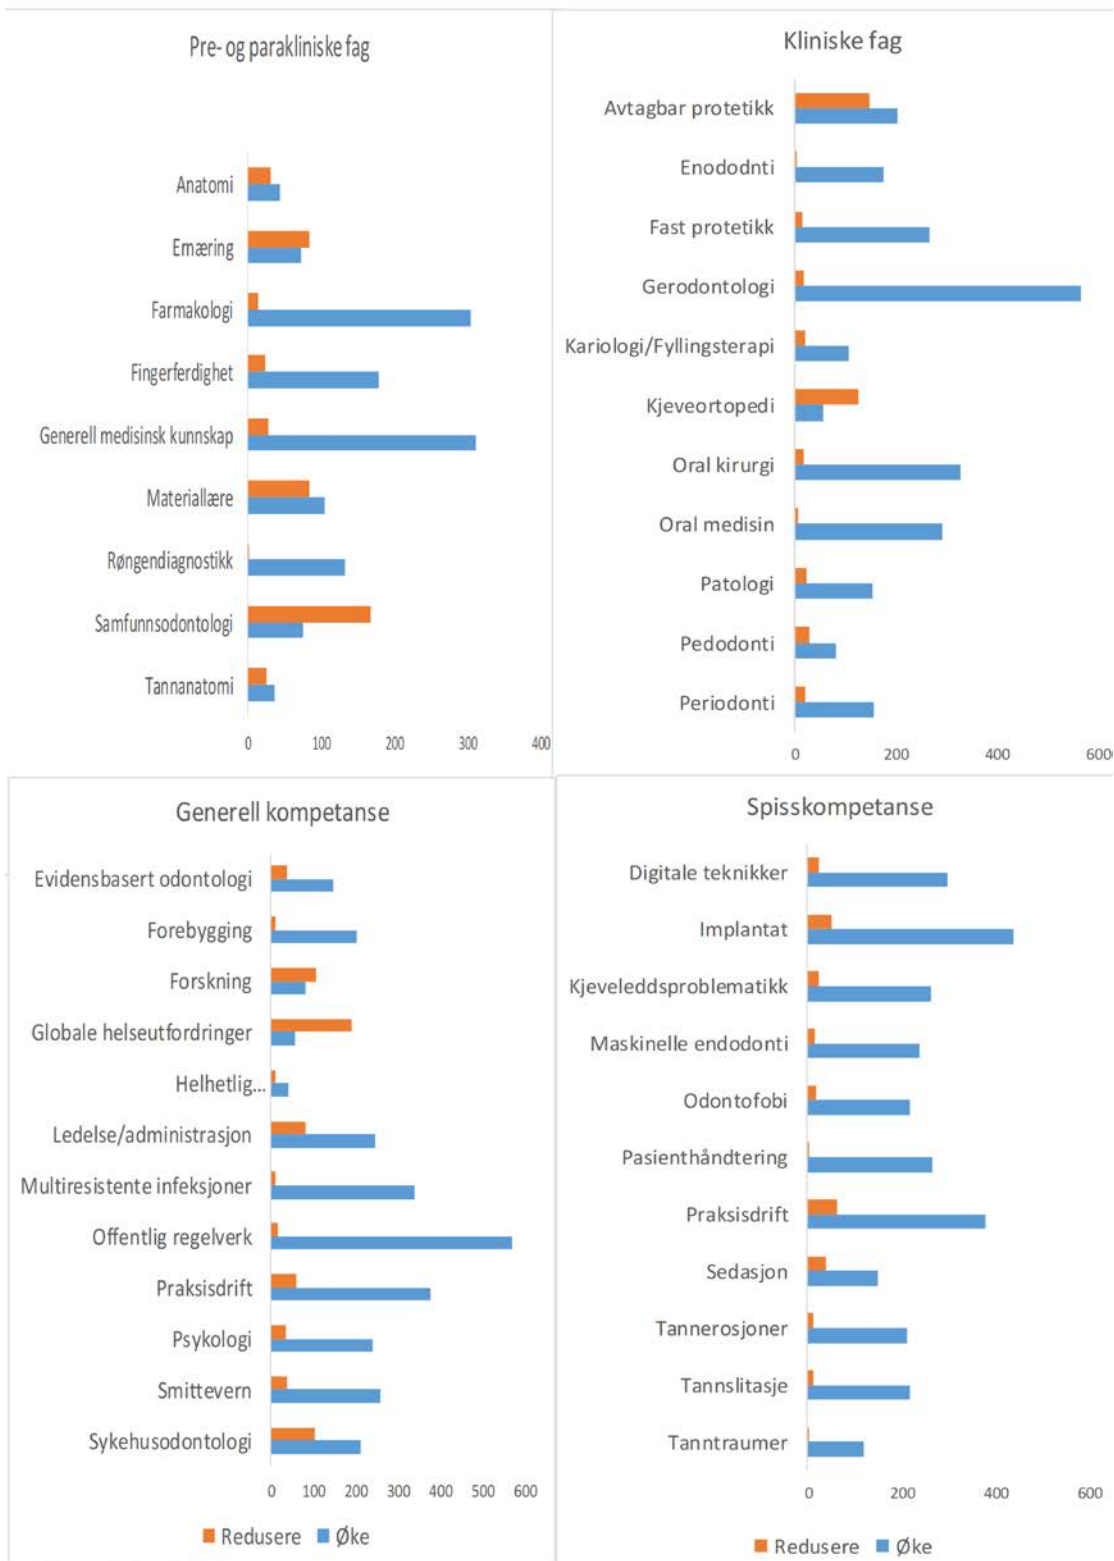 Pre- og parakliniske fag
Anatomi
Ernæring
Farmakologi
Fingerferdighet
Generell medisinsk kunnskap
Materiallære
Røngendiagnostikk
Samfunnsodontologi
Tannanatomi
0 100 200 300 400
Kliniske fag
Avtagbar protetikk
Enododnti
Fast protetikk
Gerodontologi
Kariologi/Fyllingsterapi
Kjeveortopedi
Oral kirurgi
Oral medisin
Patologi
Pedodonti
Periodonti
0 200 400 600
Generell kompetanse
Evidensbasert odontologi
Forebygging
Forskning
Globale helseutfordringer
Helhetlig...
Ledelse/administrasjon
Multiresistente infeksjoner
Offentlig regelverk
Praksisdrift
Psykologi
Smittevern
Sykehusodontologi
0 100 200 300 400 500 600
Redusere Øke
Spisskompetanse
Digitale teknikker
Implantat
Kjeveleddsproblematikk
Maskinelle endodonti
Odontofobi
Pasienthåndtering
Praksisdrift
Sedasjon
Tannerosjoner
Tannslitasje
Tanntraumer
0 200 400 600
Redusere Øke